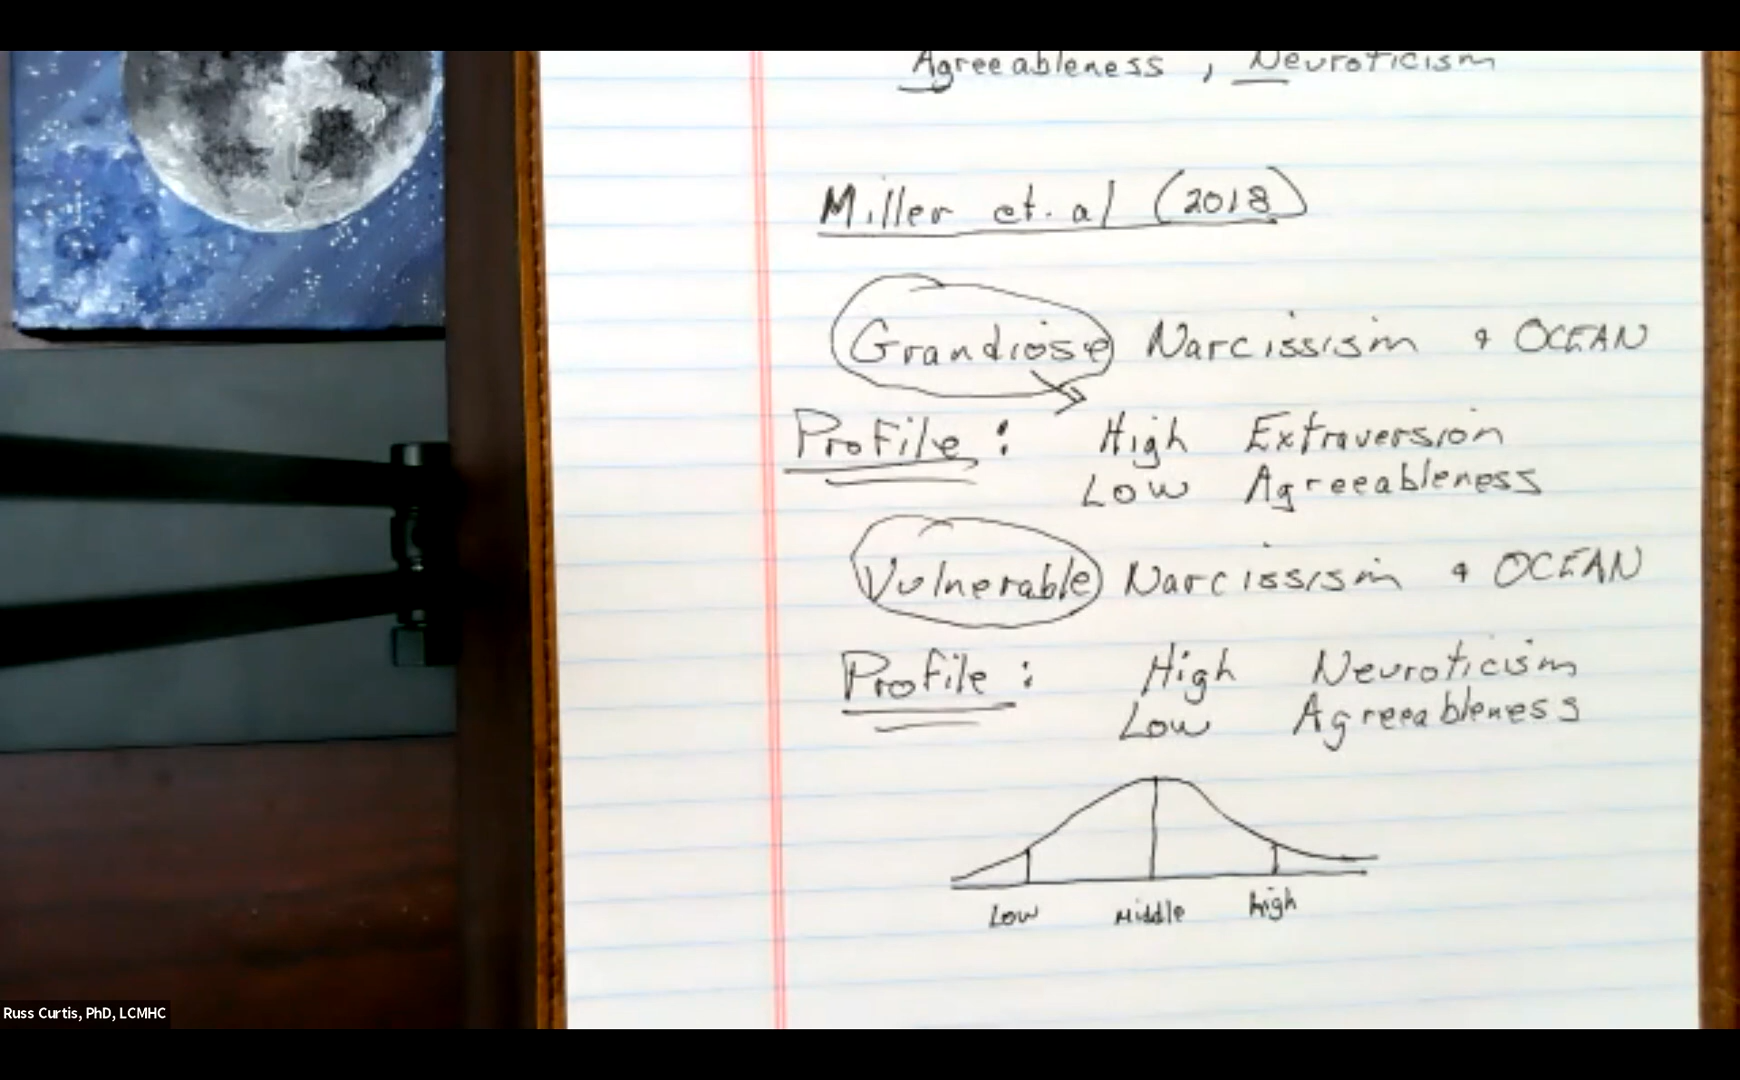 Agreeableness, Neuroticism
Miller et. al (2018)
Grandiose Narcissism & OCEAN
Profile: High Extraversion
Low Agreeableness
Vulnerable Narcissism & OCEAN
Profile: High Neuroticism
Low Agreeableness
Low Middle high
Russ Curtis, PhD, LCMHC